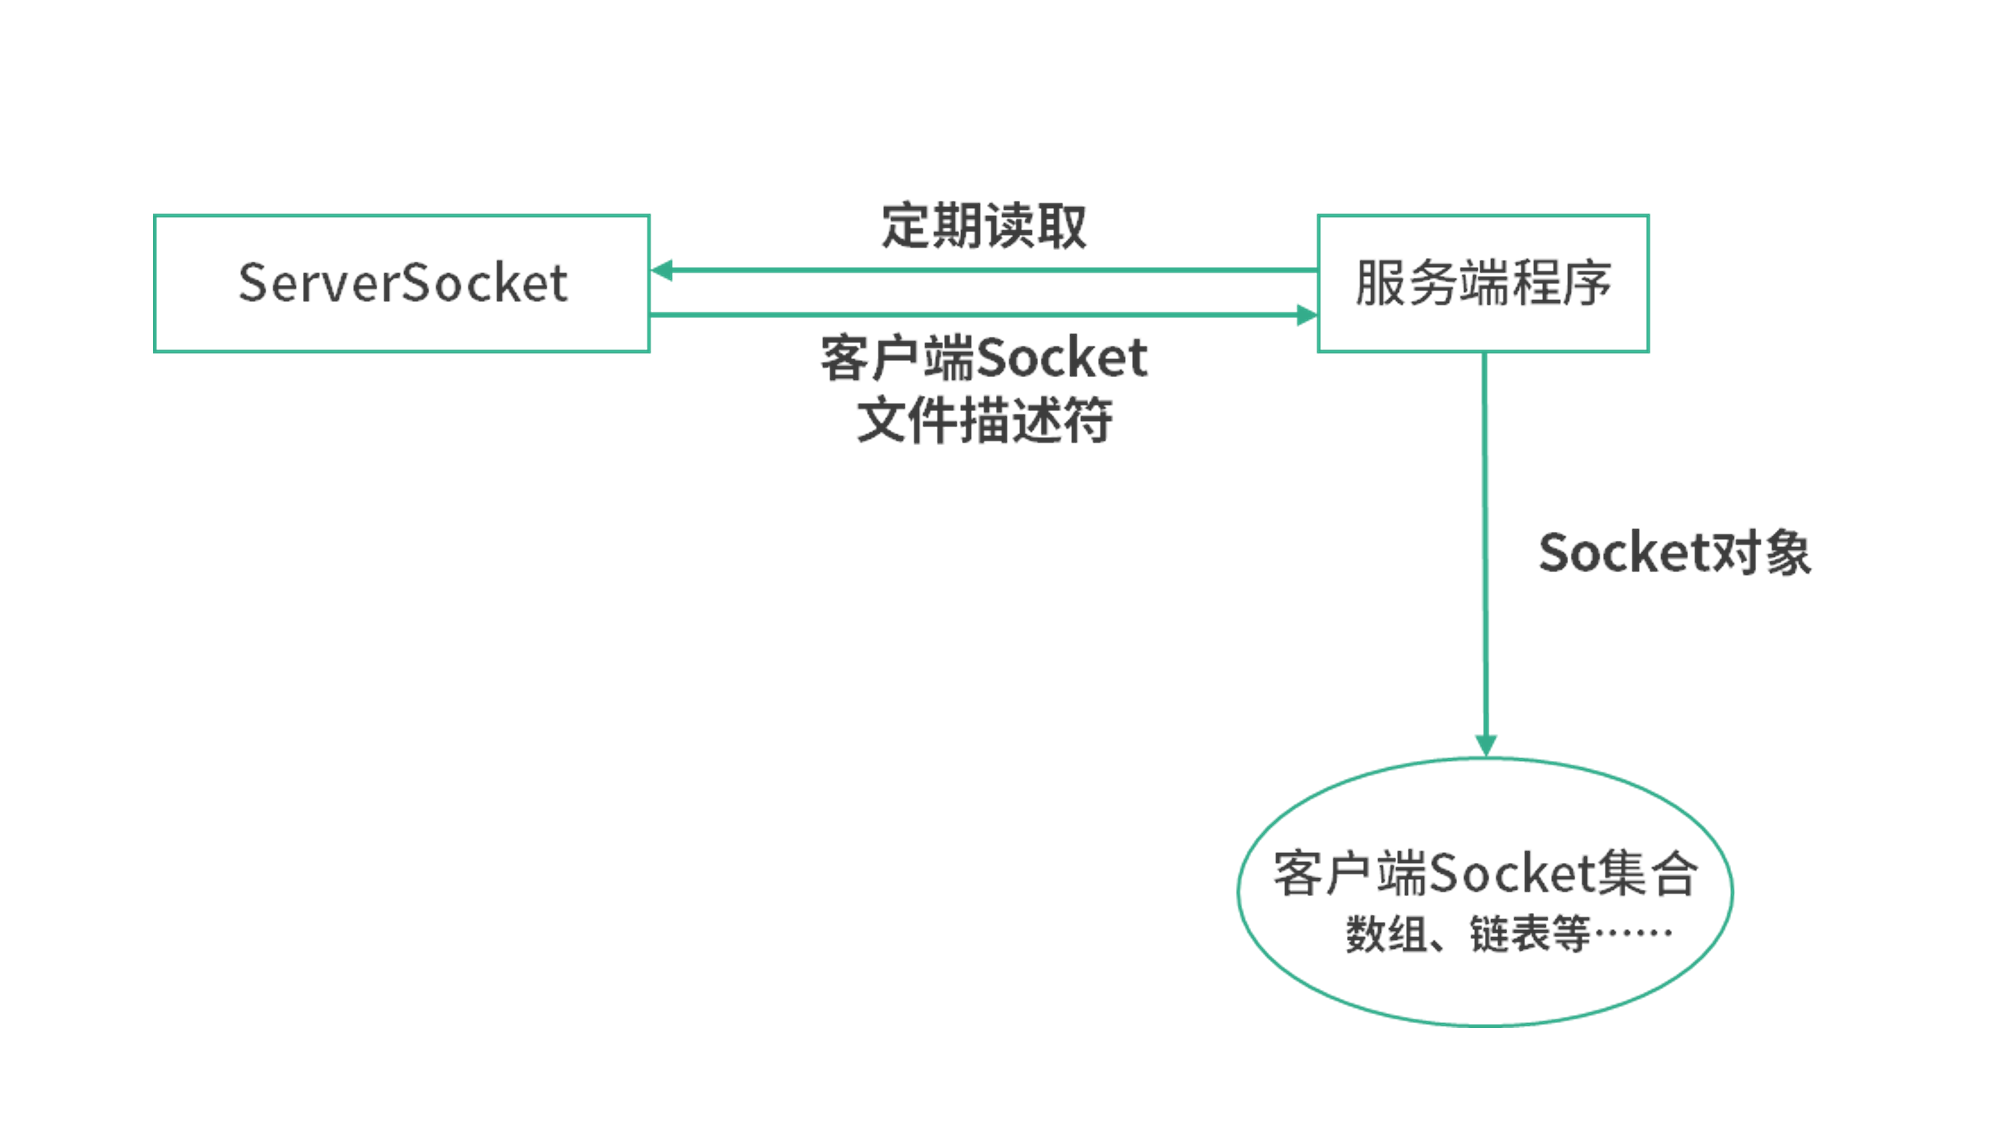 定期读取
ServerSocket
服务端程序
客户端Socket
文件描述符
Socket对象
客户端Socket集合
数组、链表等……